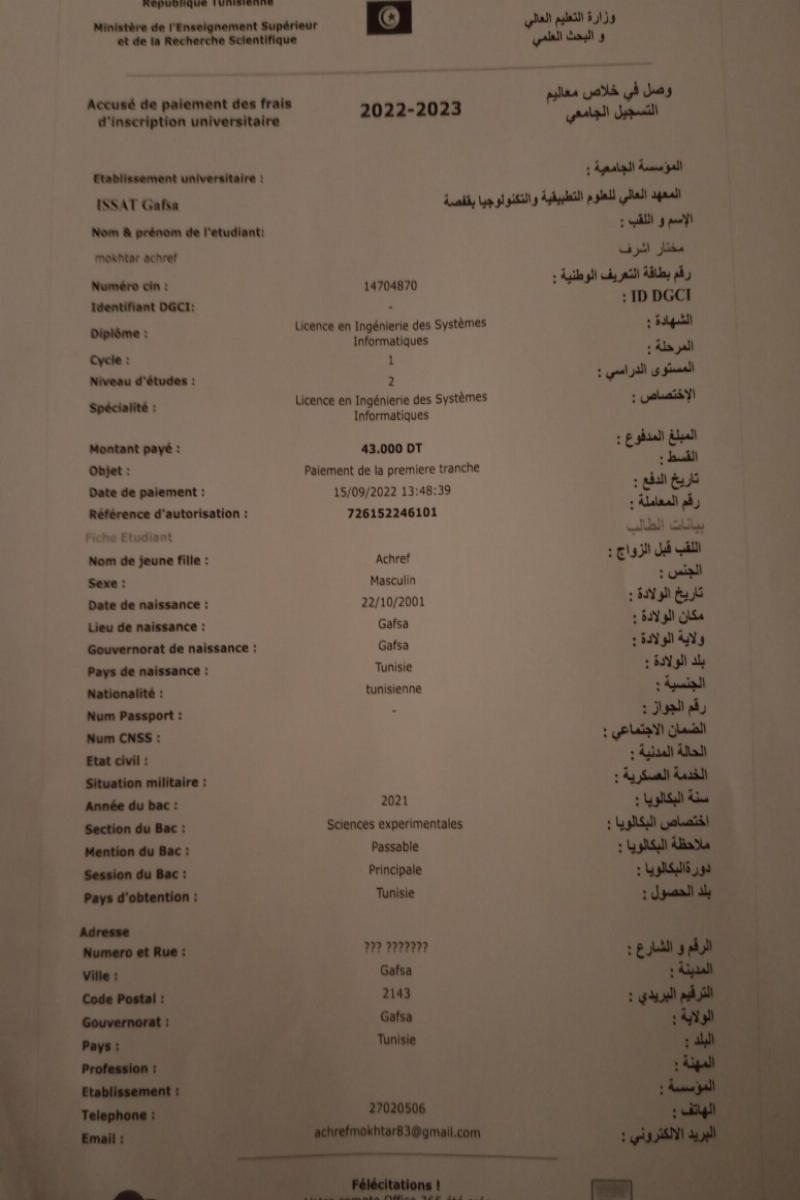 République Tunisienne
Ministère de l'Enseignement Supérieur
et de la Recherche Scientifique
وزارة التعليم العالي
و البحث العلمي
Accusé de paiement des frais
d'inscription universitaire
2022-2023
وصل في خلاص معاليم
التسجيل الجامعي
Etablissement universitaire :
المؤسسة الجامعية :
ISSAT Gafsa
المعهد العالي للعلوم التطبيقية والتكنولوجيا بقفصة
Nom & prénom de l'etudiant:
الإسم و اللقب :
mokhtar achref
مختار اشرف
Numéro cin : 14704870 رقم بطاقة التعريف الوطنية :
Identifiant DGCI: - ID DGCI :
Diplôme : Licence en Ingénierie des Systèmes الشهادة :
Informatiques
Cycle : 1 المرحلة :
Niveau d'études : 2 المستوى الدراسي :
Spécialité : Licence en Ingénierie des Systèmes الإختصاص :
Informatiques
Montant payé : 43.000 DT المبلغ المدفوع :
Objet : Paiement de la premiere tranche القسط :
Date de paiement : 15/09/2022 13:48:39 تاريخ الدفع :
Référence d'autorisation : 726152246101 رقم المعاملة :
Fiche Etudiant بيانات الطالب
Nom de jeune fille : Achref اللقب قبل الزواج :
Sexe : Masculin الجنس :
Date de naissance : 22/10/2001 تاريخ الولادة :
Lieu de naissance : Gafsa مكان الولادة :
Gouvernorat de naissance : Gafsa ولاية الولادة :
Pays de naissance : Tunisie بلد الولادة :
Nationalité : tunisienne الجنسية :
Num Passport : - رقم الجواز :
Num CNSS : الضمان الاجتماعي :
Etat civil : الحالة المدنية :
Situation militaire : الخدمة العسكرية :
Année du bac : 2021 سنة البكالويا :
Section du Bac : Sciences experimentales اختصاص البكالويا :
Mention du Bac : Passable ملاحظة البكالويا :
Session du Bac : Principale دورةالبكالويا :
Pays d'obtention : Tunisie بلد الحصول :
Adresse
Numero et Rue : ??? ??????? الرقم و الشارع :
Ville : Gafsa المدينة :
Code Postal : 2143 الترقيم البريدي :
Gouvernorat : Gafsa الولاية :
Pays : Tunisie البلد :
Profession : المهنة :
Etablissement : المؤسسة :
Telephone : 27020506 الهاتف :
Email : achrefmokhtar83@gmail.com البريد الالكتروني :
Félécitations !